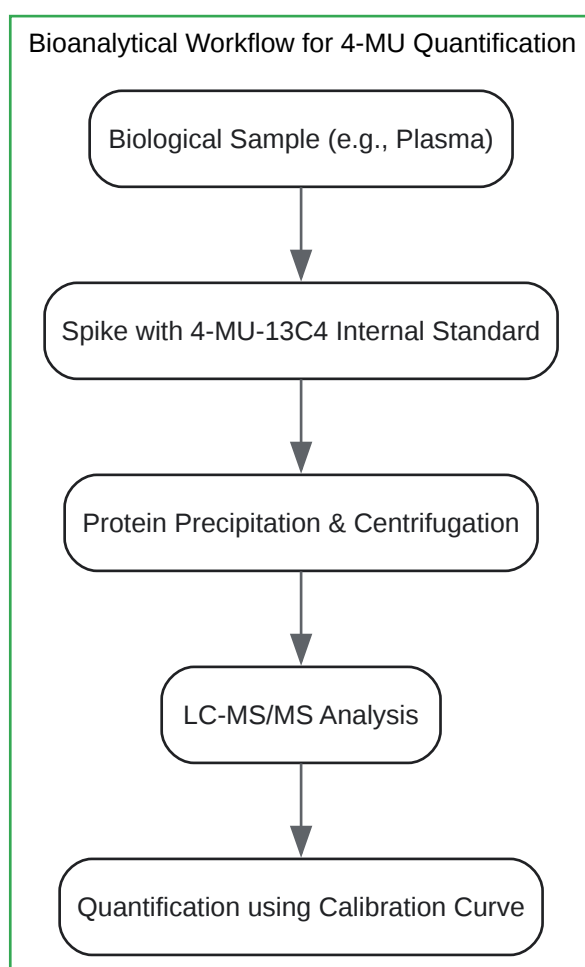 Bioanalytical Workflow for 4-MU Quantification
Biological Sample (e.g., Plasma)
Spike with 4-MU-13C4 Internal Standard
Protein Precipitation & Centrifugation
LC-MS/MS Analysis
Quantification using Calibration Curve